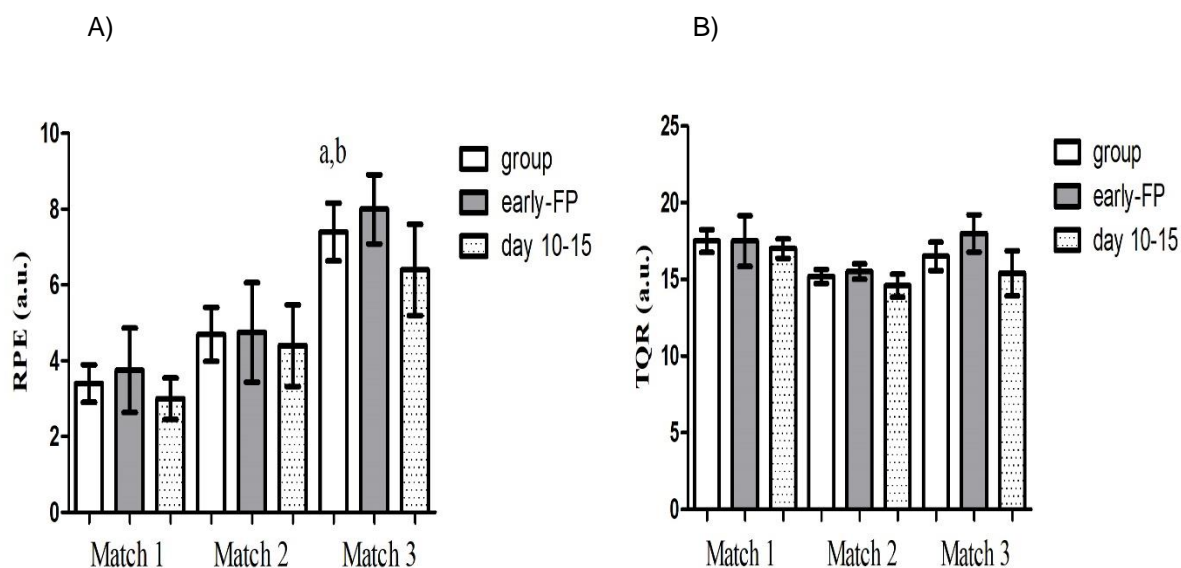 A)
RPE (a.u.)
10
8
6
4
2
0
a,b
group
early-FP
day 10-15
Match 1
Match 2
Match 3
B)
TQR (a.u.)
25
20
15
10
5
0
group
early-FP
day 10-15
Match 1
Match 2
Match 3